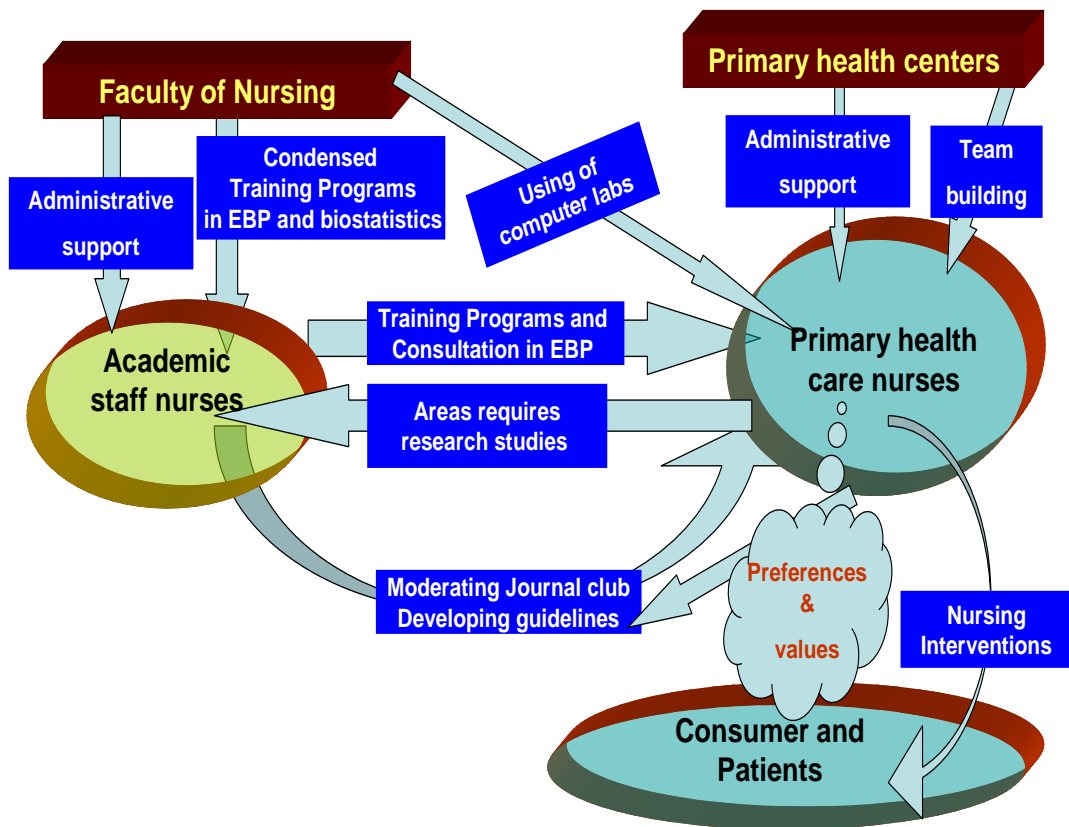 Faculty of Nursing
Primary health centers
Administrative
support
Condensed
Training Programs
in EBP and biostatistics
Using of
computer labs
Administrative
support
Team
building
Academic
staff nurses
Training Programs and
Consultation in EBP
Primary health
care nurses
Areas requires
research studies
Moderating Journal club
Developing guidelines
Preferences
&
values
Nursing
Interventions
Consumer and
Patients